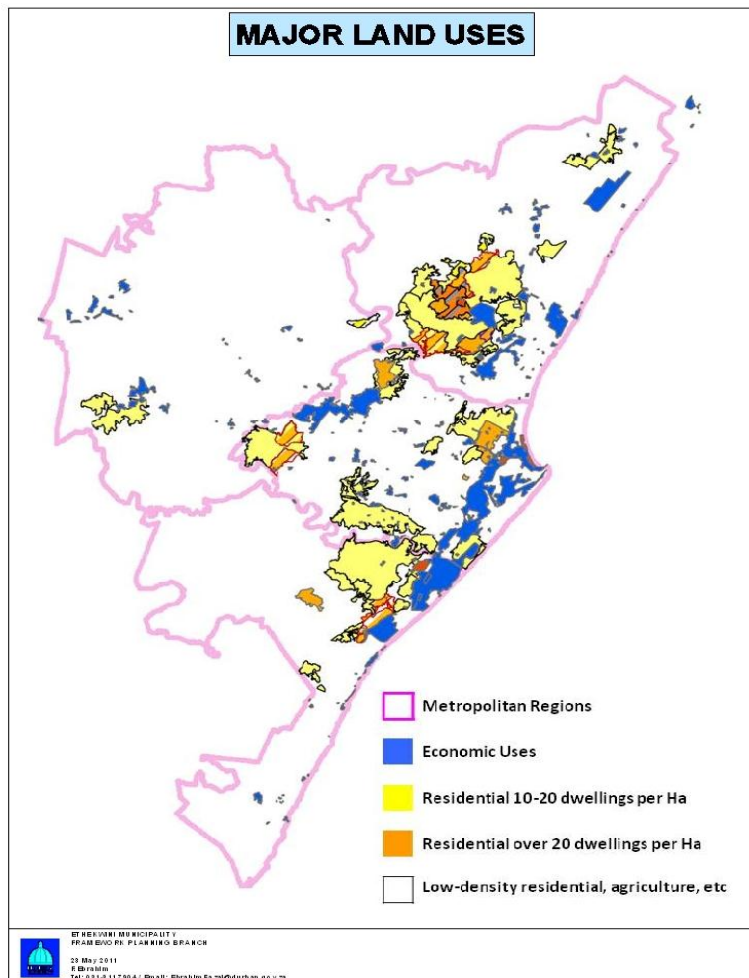 MAJOR LAND USES
Metropolitan Regions
Economic Uses
Residential 10-20 dwellings per Ha
Residential over 20 dwellings per Ha
Low-density residential, agriculture, etc
ETHEKWINI MUNICIPALITY
FRAMEWORK PLANNING BRANCH
23 May 2011
F.Ebrahim